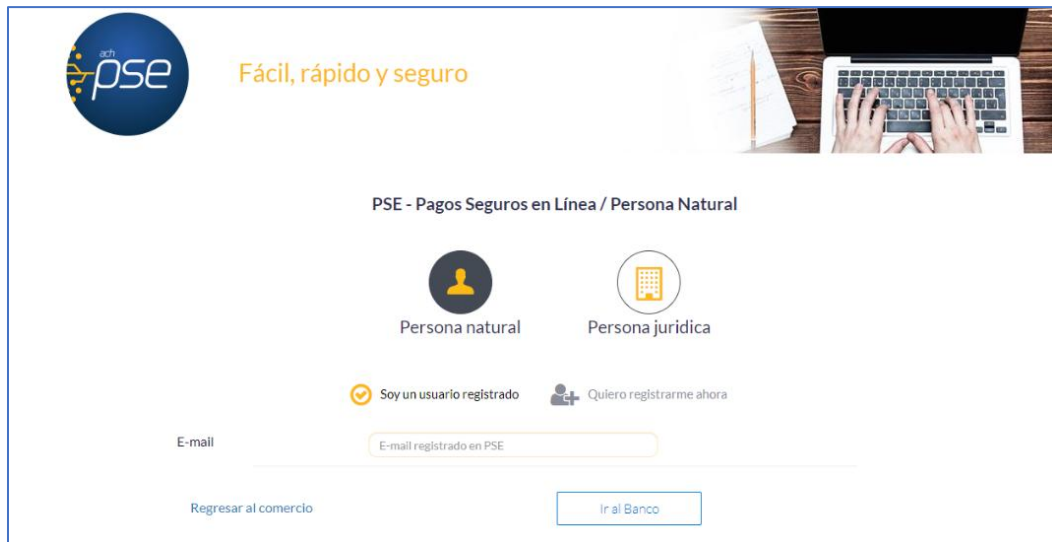 ach
pse
Fácil, rápido y seguro
PSE - Pagos Seguros en Línea / Persona Natural
Persona natural
Persona juridica
Soy un usuario registrado
Quiero registrarme ahora
E-mail
E-mail registrado en PSE
Regresar al comercio
Ir al Banco